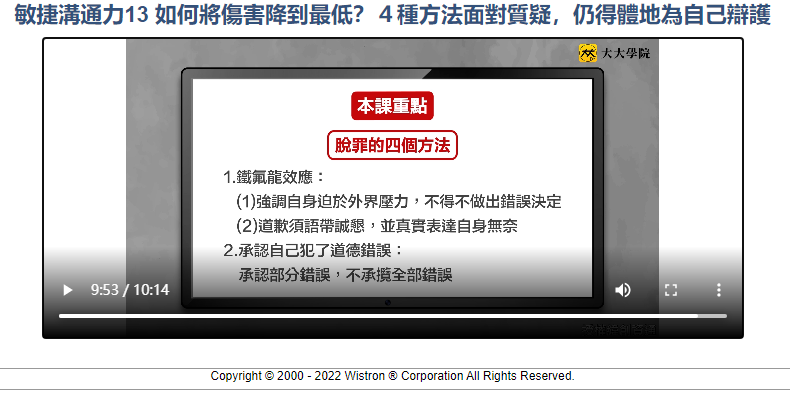 敏捷溝通力13 如何將傷害降到最低？４種方法面對質疑，仍得體地為自己辯護
大大學院
本課重點
脫罪的四個方法
1.鐵氟龍效應：
(1)強調自身迫於外界壓力，不得不做出錯誤決定
(2)道歉須語帶誠懇，並真實表達自身無奈
2.承認自己犯了道德錯誤：
承認部分錯誤，不承攬全部錯誤
9:53 / 10:14
Copyright © 2000 - 2022 Wistron ® Corporation All Rights Reserved.